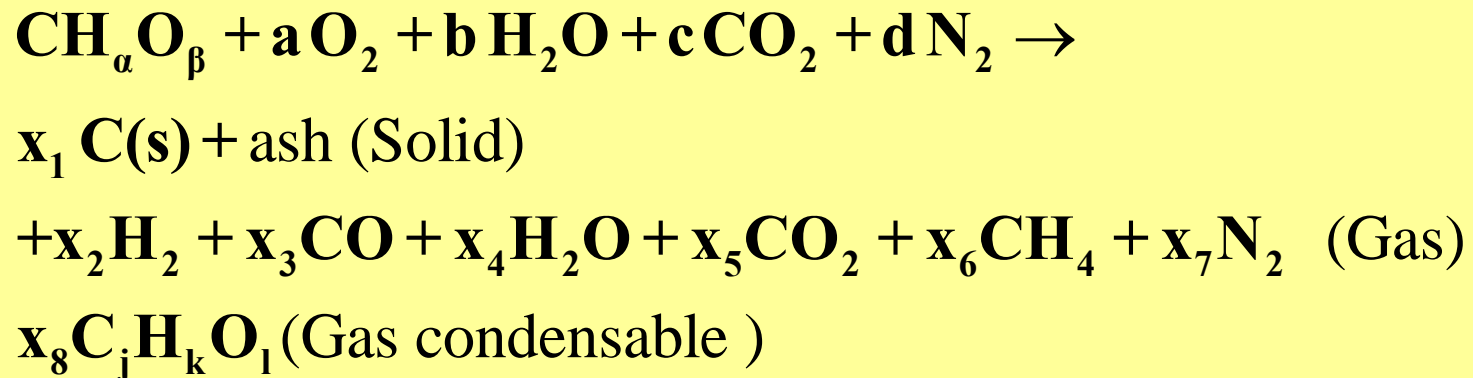 CHαOβ + a O₂ + b H₂O + c CO₂ + d N₂ →
x₁ C(s) + ash (Solid)
+x₂H₂ + x₃CO + x₄H₂O + x₅CO₂ + x₆CH₄ + x₇N₂ (Gas)
x₈CⱼHₖOₗ (Gas condensable )